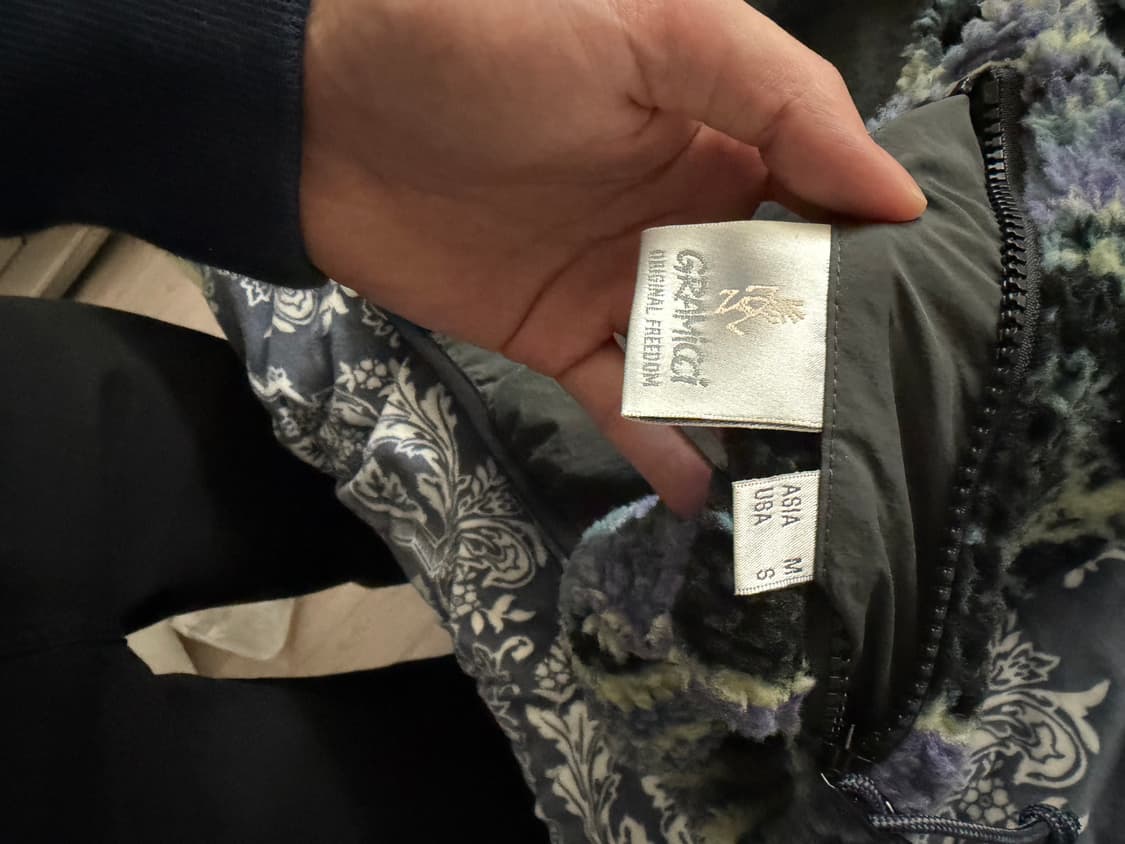 GRAMICCI
ORIGINAL FREEDOM
ASIA M
USA S